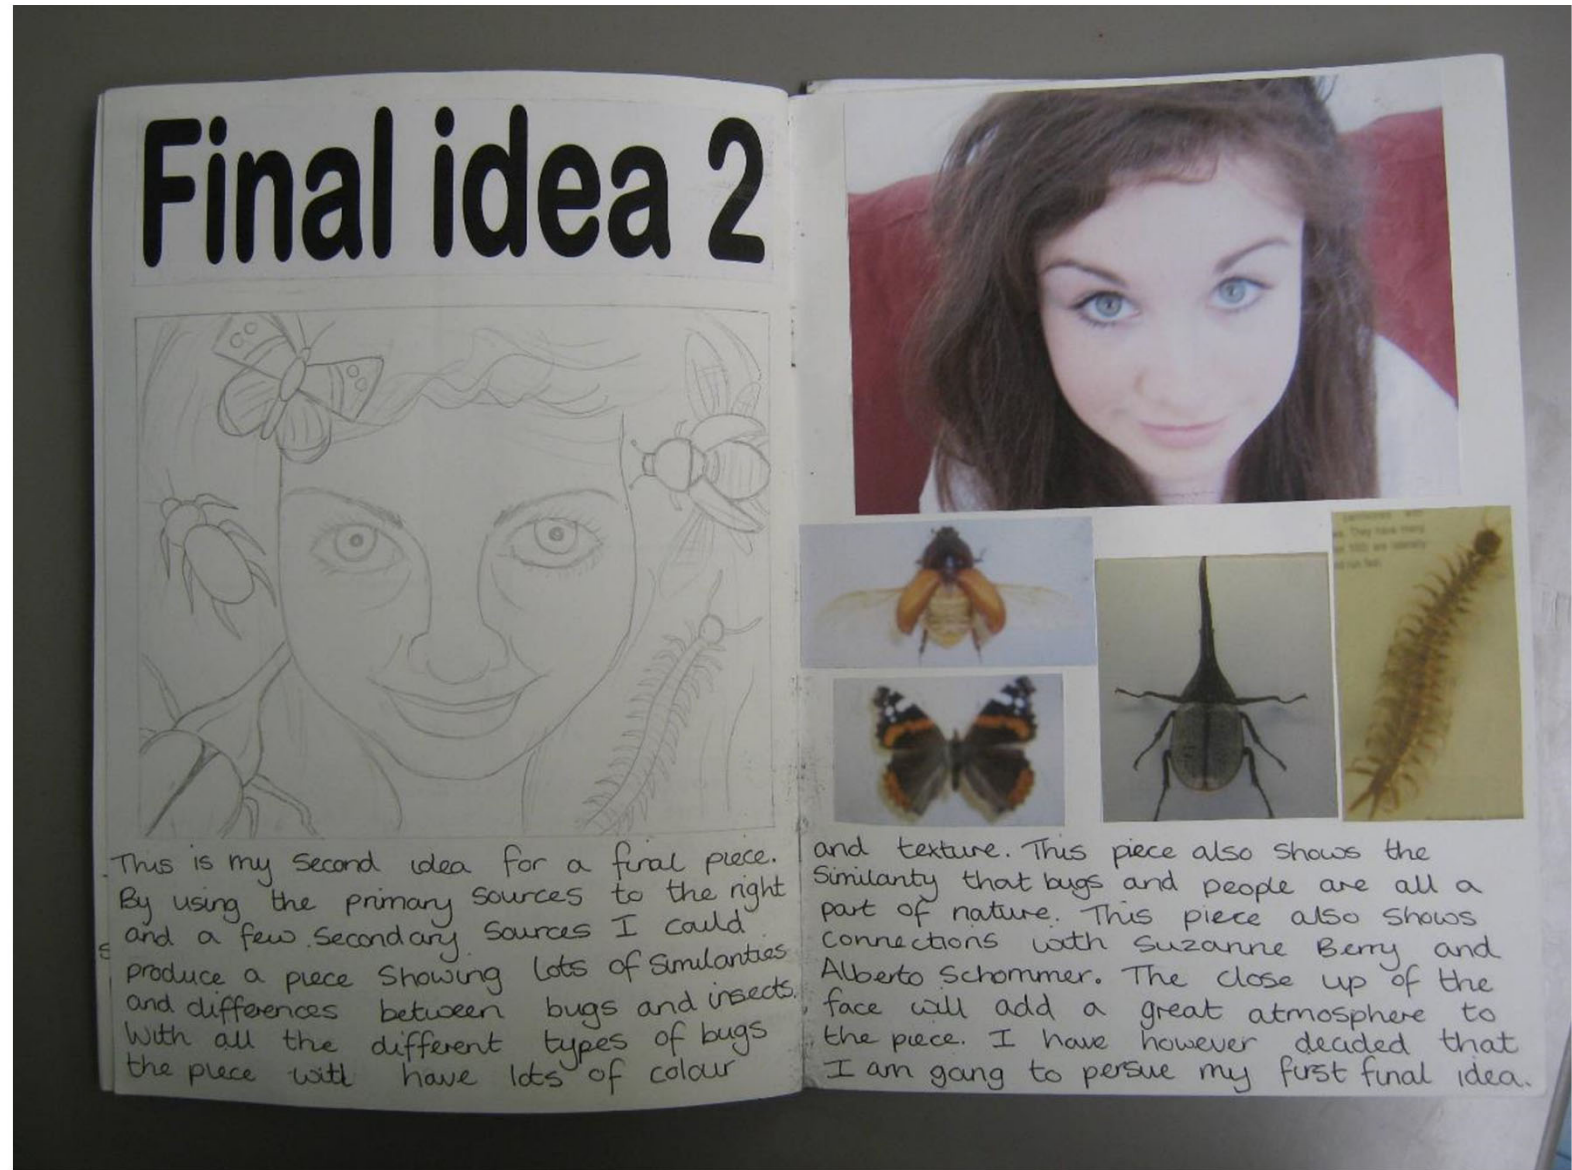 Final idea 2
This is my second idea for a final piece.
By using the primary sources to the right
and a few secondary sources I could
produce a piece showing lots of similarities
and differences between bugs and insects.
With all the different types of bugs
the piece will have lots of colour
and texture. This piece also shows the
similarity that bugs and people are all a
part of nature. This piece also shows
connections with Suzanne Berry and
Alberto Schommer. The close up of the
face will add a great atmosphere to
the piece. I have however decided that
I am going to persue my first final idea.
They have many